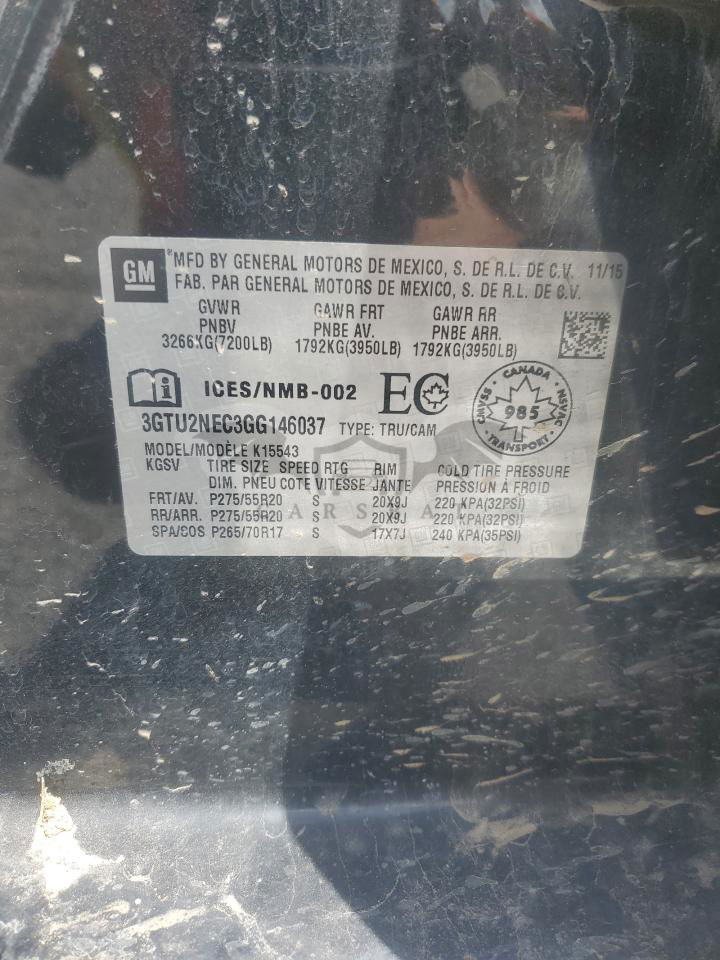 GM
*MFD BY GENERAL MOTORS DE MEXICO, S. DE R.L. DE C.V. 11/15
FAB. PAR GENERAL MOTORS DE MEXICO, S. DE R.L. DE C.V.
GVWR GAWR FRT GAWR RR
PNBV PNBE AV. PNBE ARR.
3266KG(7200LB) 1792KG(3950LB) 1792KG(3950LB)
ICES/NMB-002 EC
CANADA CMVSS 985 NSVAC TRANSPORT
3GTU2NEC3GG146037 TYPE: TRU/CAM
MODEL/MODÈLE K15543
KGSV TIRE SIZE SPEED RTG RIM COLD TIRE PRESSURE
DIM. PNEU COTE VITESSE JANTE PRESSION À FROID
FRT/AV. P275/55R20 S 20X9J 220 KPA(32PSI)
RR/ARR. P275/55R20 S 20X9J 220 KPA(32PSI)
SPA/SOS P265/70R17 S 17X7J 240 KPA(35PSI)